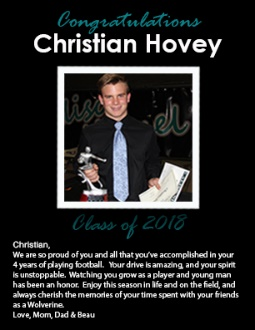 Congratulations
Christian Hovey
Class of 2018
Christian,
We are so proud of you and all that you've accomplished in your
4 years of playing football. Your drive is amazing, and your spirit
is unstoppable. Watching you grow as a player and young man
has been an honor. Enjoy this season in life and on the field, and
always cherish the memories of your time spent with your friends
as a Wolverine.
Love, Mom, Dad & Beau